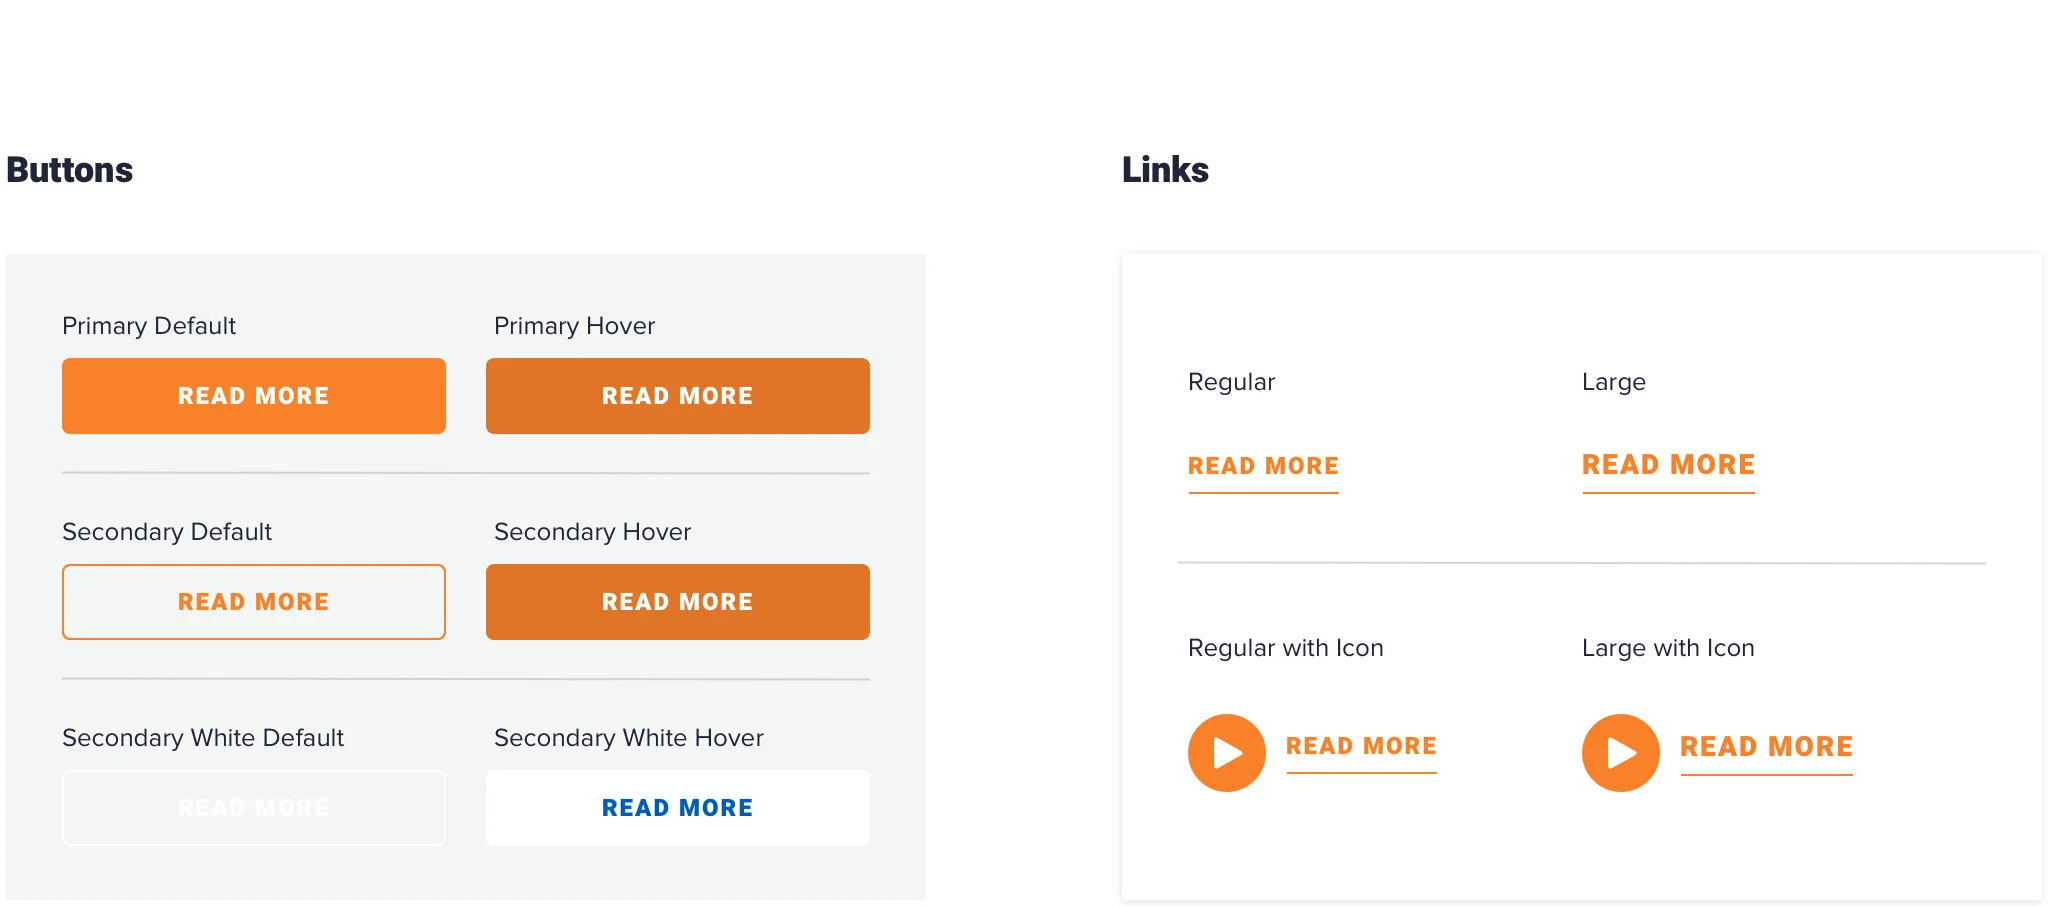 Buttons
Primary Default
Primary Hover
READ MORE
READ MORE
Secondary Default
Secondary Hover
READ MORE
READ MORE
Secondary White Default
Secondary White Hover
READ MORE
READ MORE
Links
Regular
Large
READ MORE
READ MORE
Regular with Icon
Large with Icon
READ MORE
READ MORE